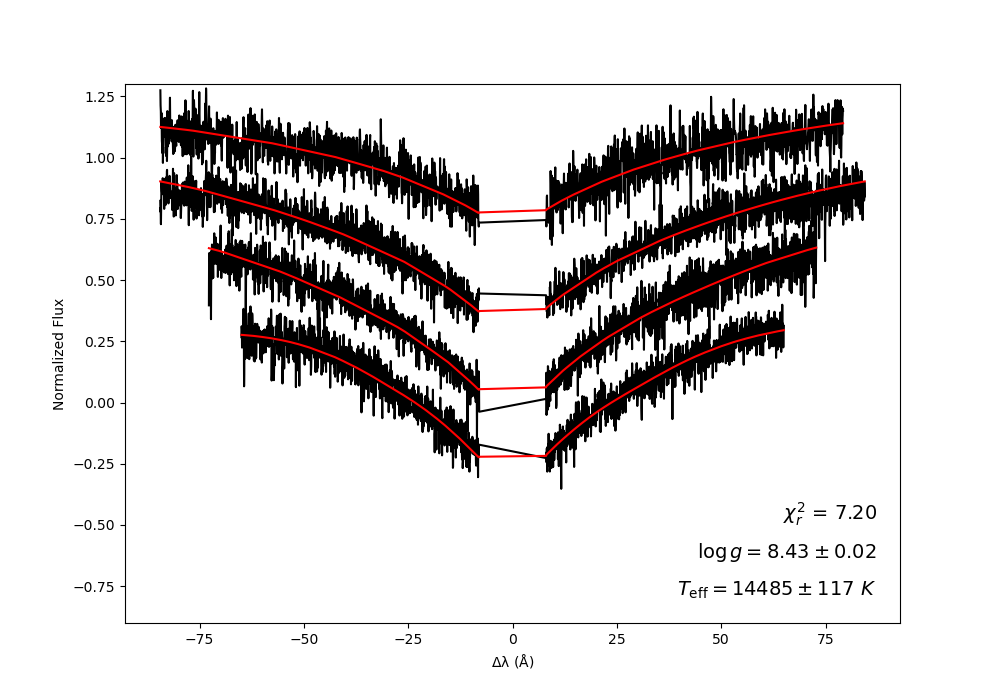 1.25
1.00
0.75
0.50
0.25
0.00
−0.25
−0.50
−0.75
Normalized Flux
χ²ᵣ = 7.20
log g = 8.43 ± 0.02
T_eff = 14485 ± 117 K
−75 −50 −25 0 25 50 75
Δλ (Å)